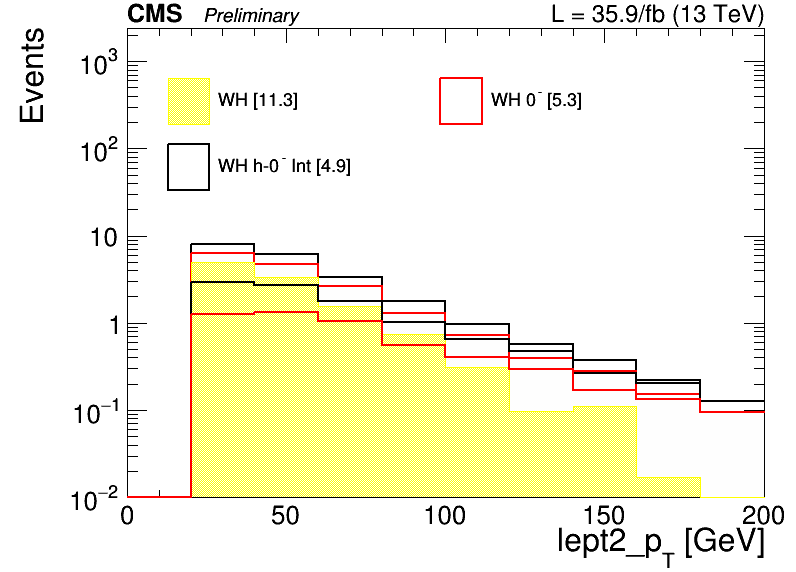 CMS Preliminary L = 35.9/fb (13 TeV)
Events
10³
10²
10
1
10⁻¹
10⁻²
WH [11.3]
WH 0⁻ [5.3]
WH h-0⁻ Int [4.9]
0 50 100 150 200
lept2_p_T [GeV]